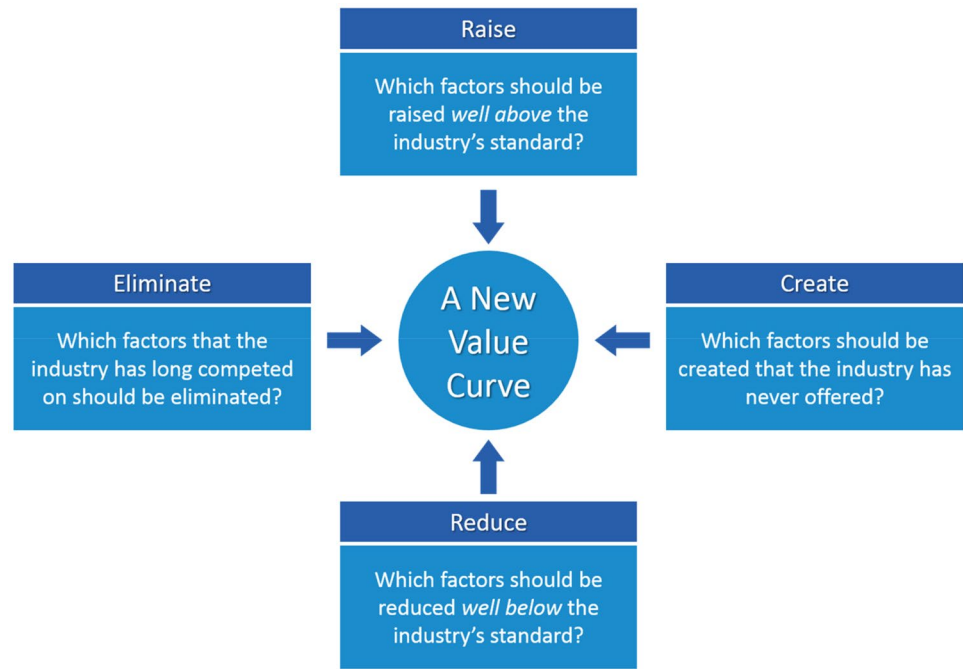 Raise
Which factors should be
raised well above the
industry’s standard?
Eliminate
Which factors that the
industry has long competed
on should be eliminated?
A New
Value
Curve
Create
Which factors should be
created that the industry has
never offered?
Reduce
Which factors should be
reduced well below the
industry’s standard?